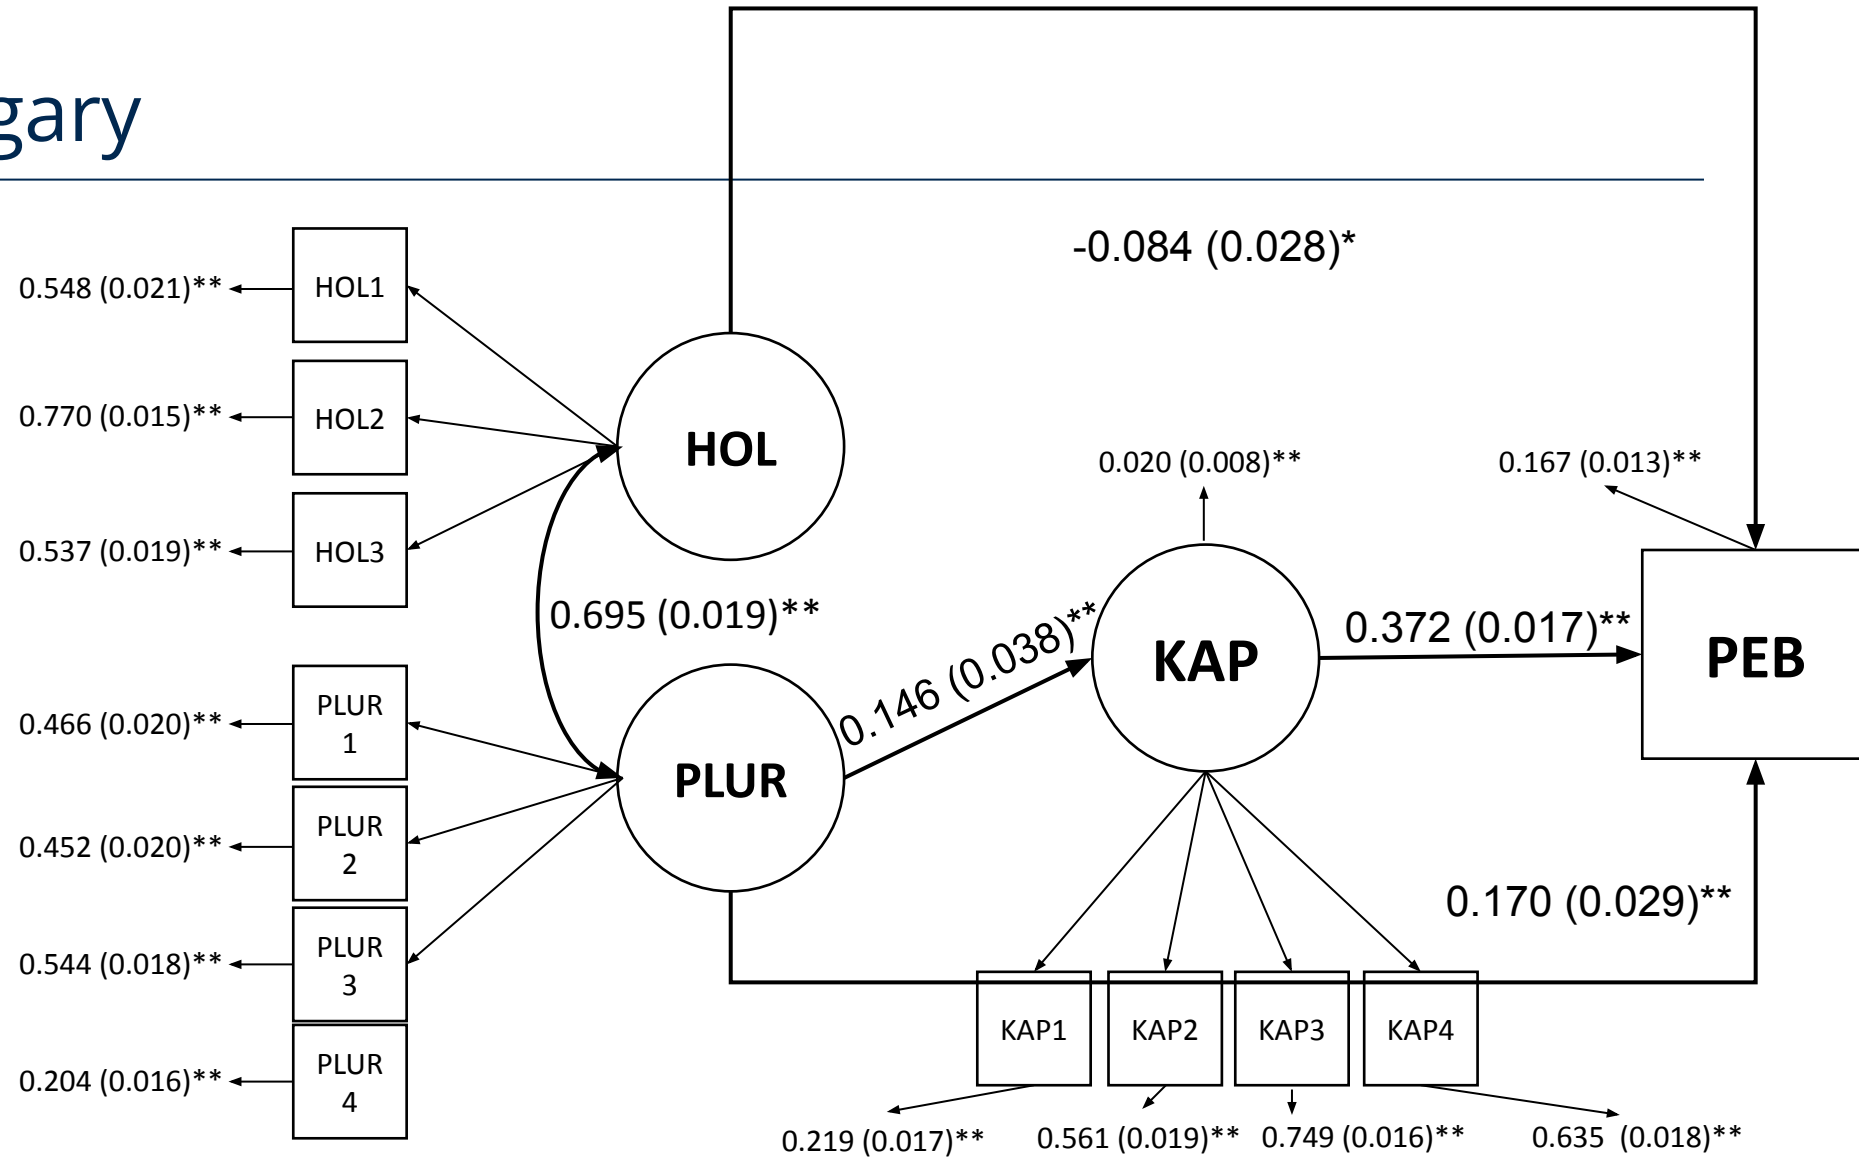 gary
-0.084 (0.028)*
0.548 (0.021)**
HOL1
0.770 (0.015)**
HOL2
HOL
0.537 (0.019)**
HOL3
0.020 (0.008)**
0.167 (0.013)**
0.695 (0.019)**
0.146 (0.038)**
KAP
0.372 (0.017)**
PEB
0.466 (0.020)**
PLUR
1
PLUR
0.452 (0.020)**
PLUR
2
0.170 (0.029)**
0.544 (0.018)**
PLUR
3
KAP1
KAP2
KAP3
KAP4
0.204 (0.016)**
PLUR
4
0.219 (0.017)**
0.561 (0.019)**
0.749 (0.016)**
0.635 (0.018)**